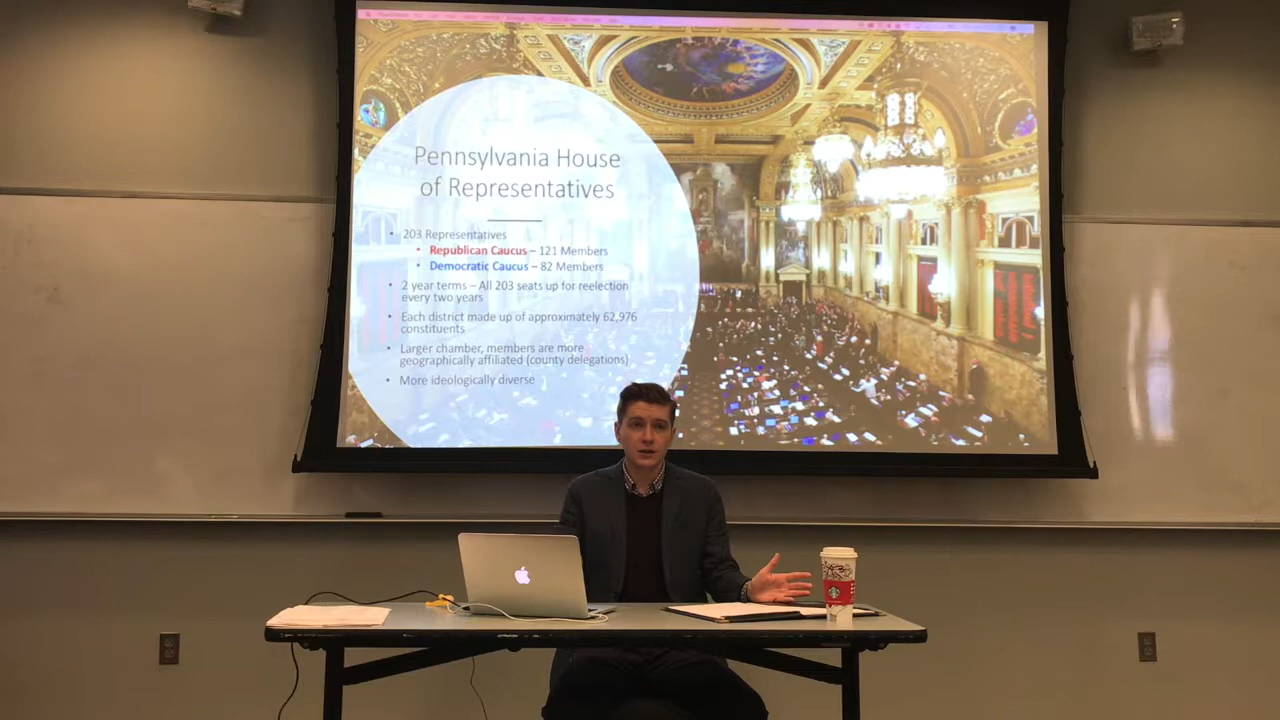 Pennsylvania House
of Representatives
• 203 Representatives
• Republican Caucus – 121 Members
• Democratic Caucus – 82 Members
• 2 year terms – All 203 seats up for reelection
every two years
• Each district made up of approximately 62,976
constituents
• Larger chamber, members are more
geographically affiliated (county delegations)
• More ideologically diverse